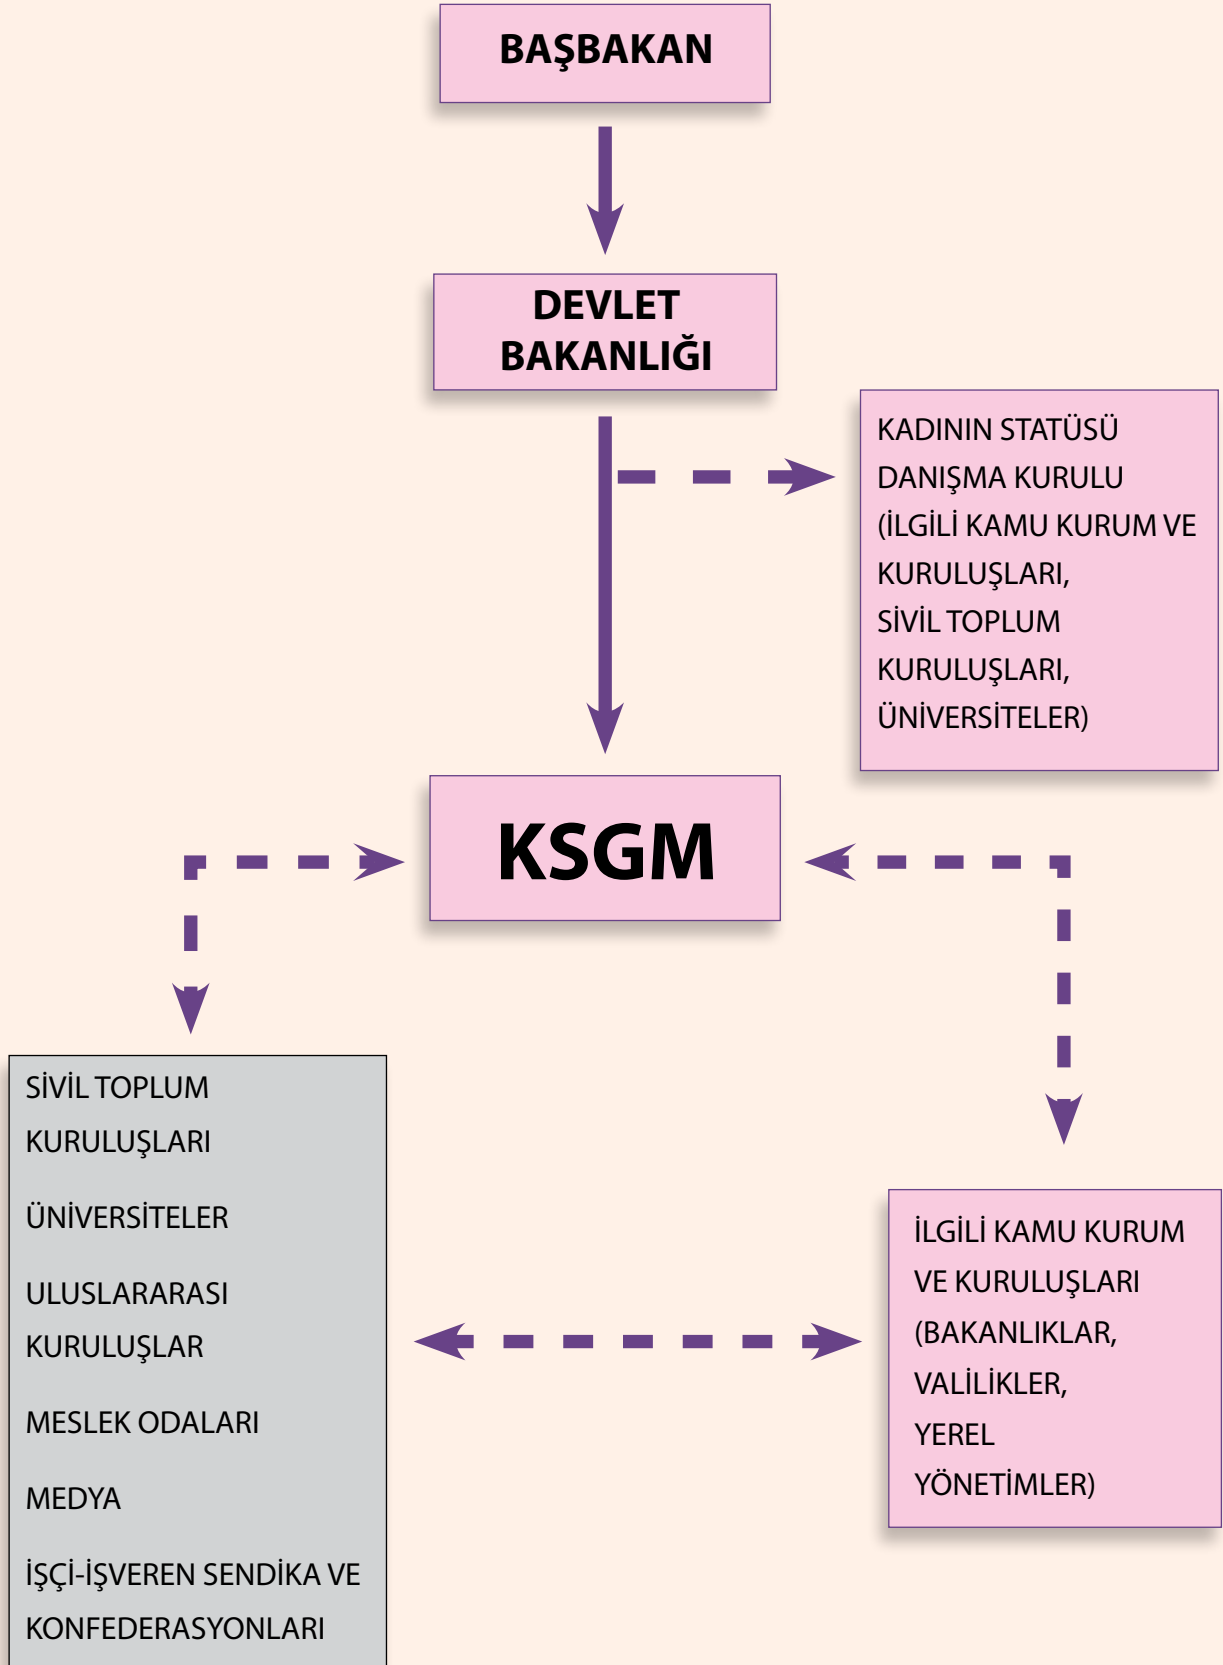 BAŞBAKAN
DEVLET
BAKANLIĞI
KADININ STATÜSÜ
DANIŞMA KURULU
(İLGİLİ KAMU KURUM VE
KURULUŞLARI,
SİVİL TOPLUM
KURULUŞLARI,
ÜNİVERSİTELER)
KSGM
SİVİL TOPLUM
KURULUŞLARI
ÜNİVERSİTELER
ULUSLARARASI
KURULUŞLAR
MESLEK ODALARI
MEDYA
İŞÇİ-İŞVEREN SENDİKA VE
KONFEDERASYONLARI
İLGİLİ KAMU KURUM
VE KURULUŞLARI
(BAKANLIKLAR,
VALİLİKLER,
YEREL
YÖNETİMLER)